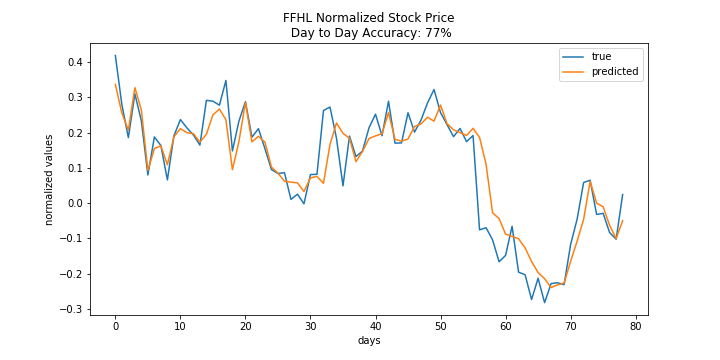 FFHL Normalized Stock Price
Day to Day Accuracy: 77%
true
predicted
normalized values
0.4
0.3
0.2
0.1
0.0
−0.1
−0.2
−0.3
0 10 20 30 40 50 60 70 80
days